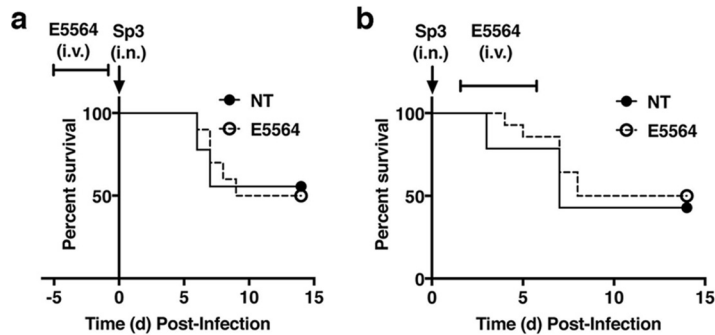 a
E5564
(i.v.)
Sp3
(i.n.)
NT
E5564
Percent survival
100
50
-5 0 5 10 15
Time (d) Post-Infection
b
Sp3
(i.n.)
E5564
(i.v.)
NT
E5564
Percent survival
100
50
0
0 5 10 15
Time (d) Post-Infection